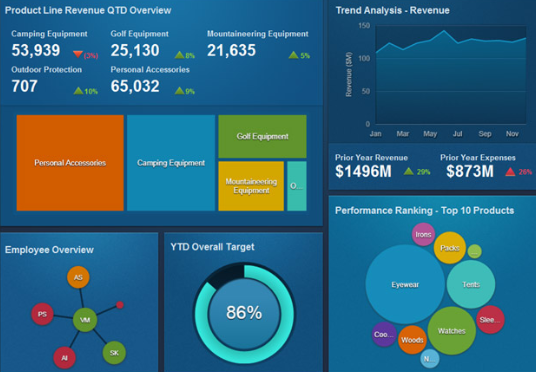 Product Line Revenue QTD Overview
Camping Equipment
53,939
(3%)
Golf Equipment
25,130
8%
Mountaineering Equipment
21,635
5%
Outdoor Protection
707
10%
Personal Accessories
65,032
9%
Personal Accessories
Camping Equipment
Golf Equipment
Mountaineering
Equipment
O...
Trend Analysis - Revenue
Revenue ($M)
150
100
50
0
Jan
Mar
May
Jul
Sep
Nov
Prior Year Revenue
$1496M
29%
Prior Year Expenses
$873M
26%
Employee Overview
AS
PS
VM
AI
SK
YTD Overall Target
86%
Performance Ranking - Top 10 Products
Irons
Packs
Eyewear
Tents
Slee...
Watches
Coo...
Woods
N...